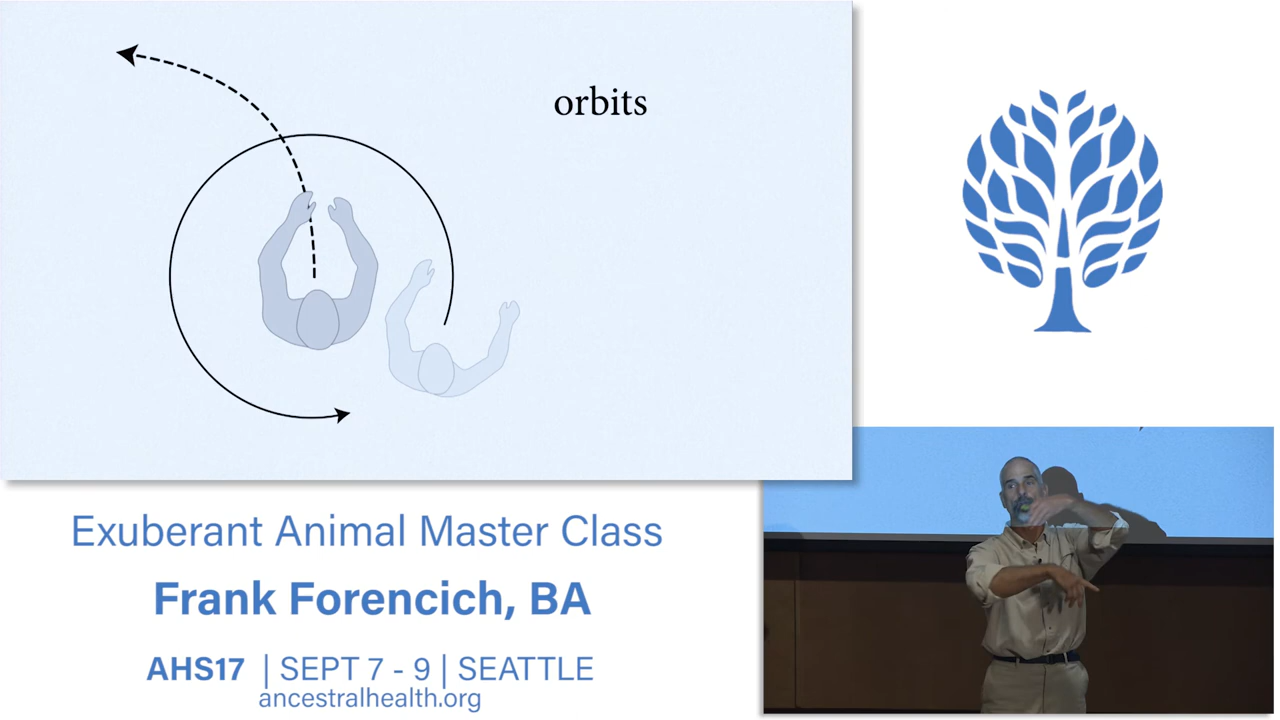 orbits
Exuberant Animal Master Class
Frank Forencich, BA
AHS17 | SEPT 7 - 9 | SEATTLE
ancestralhealth.org